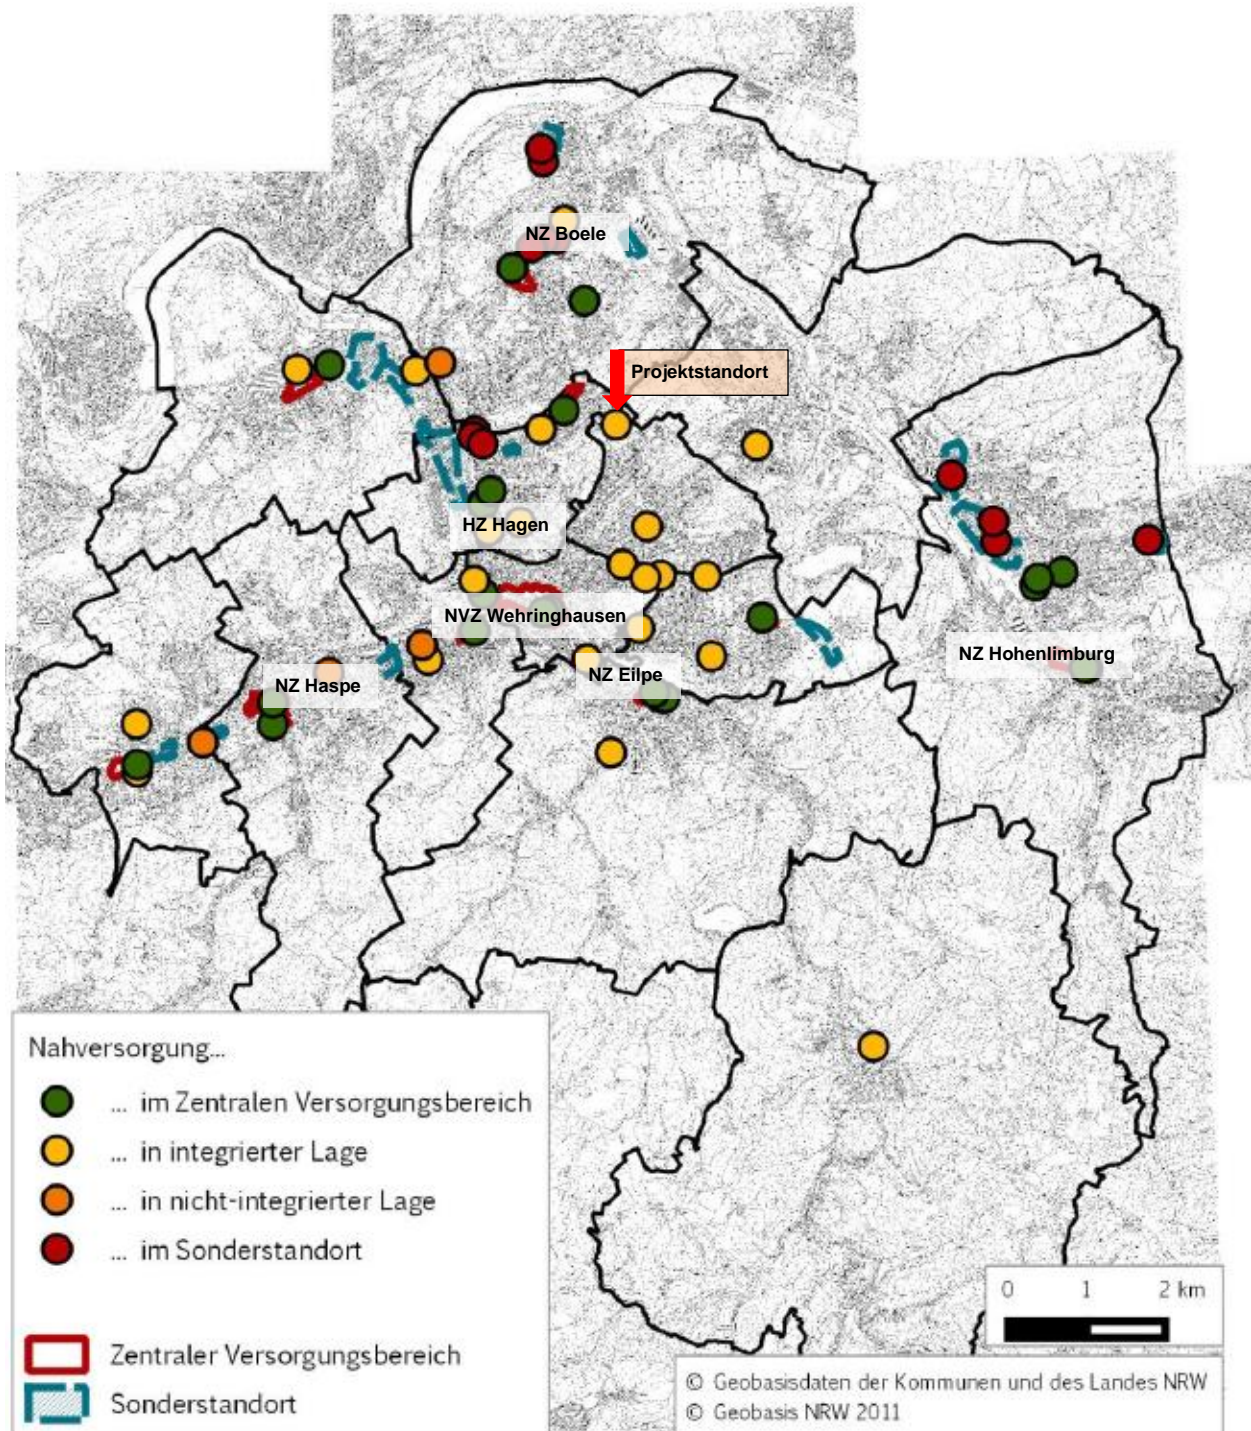 NZ Boele
Projektstandort
HZ Hagen
NVZ Wehringhausen
NZ Hohenlimburg
NZ Eilpe
NZ Haspe
Nahversorgung...
... im Zentralen Versorgungsbereich
... in integrierter Lage
... in nicht-integrierter Lage
... im Sonderstandort
Zentraler Versorgungsbereich
Sonderstandort
0 1 2 km
© Geobasisdaten der Kommunen und des Landes NRW
© Geobasis NRW 2011